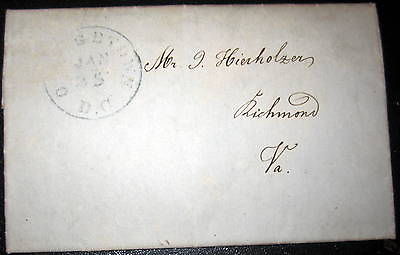 JAN
25
D.C
Mr J. Hierholzer
Richmond
Va.